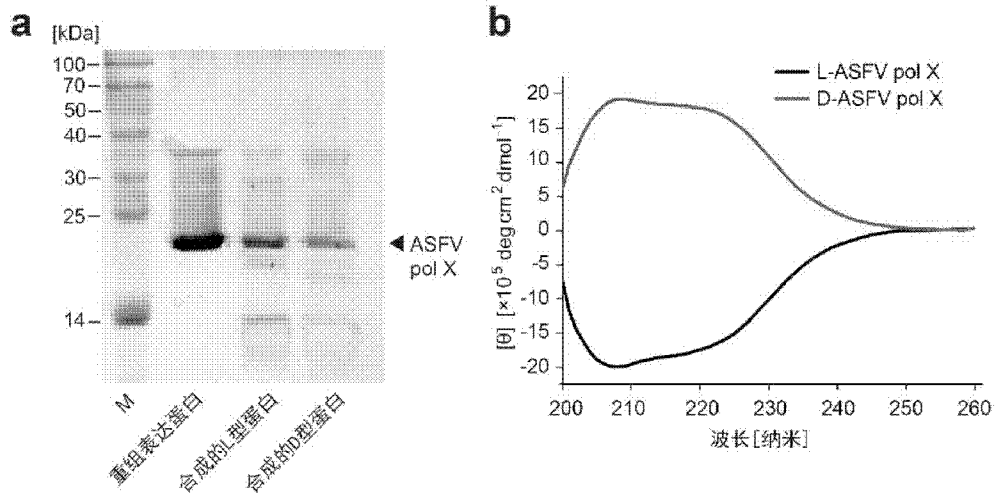 a
[kDa]
100
70
50
40
30
25
14
ASFV
pol X
M
重组表达蛋白
合成的L型蛋白
合成的D型蛋白
b
L-ASFV pol X
D-ASFV pol X
[θ] [×10⁵ deg cm² dmol⁻¹]
20
15
10
5
0
-5
-10
-15
-20
200 210 220 230 240 250 260
波长[纳米]